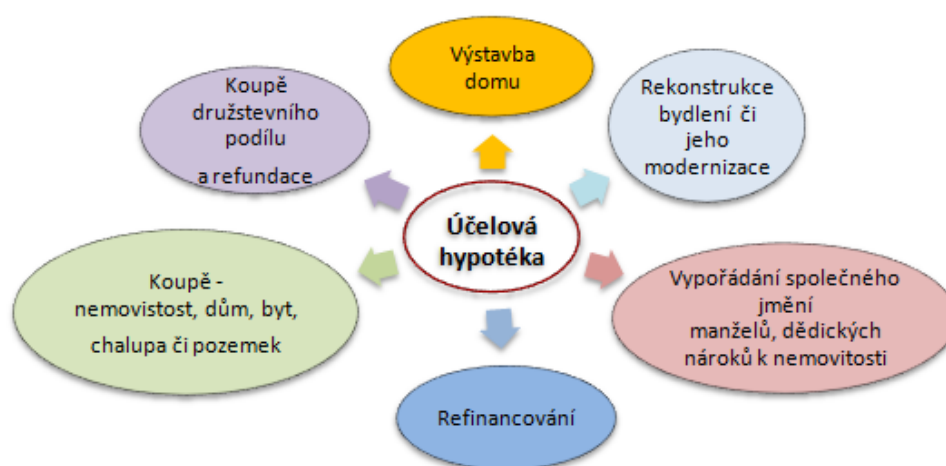 Výstavba
domu
Koupě
družstevního
podílu
a refundace
Rekonstrukce
bydlení či
jeho
modernizace
Účelová
hypotéka
Koupě -
nemovistost, dům, byt,
chalupa či pozemek
Vypořádání společného
jmění
manželů, dědických
nároků k nemovitosti
Refinancování